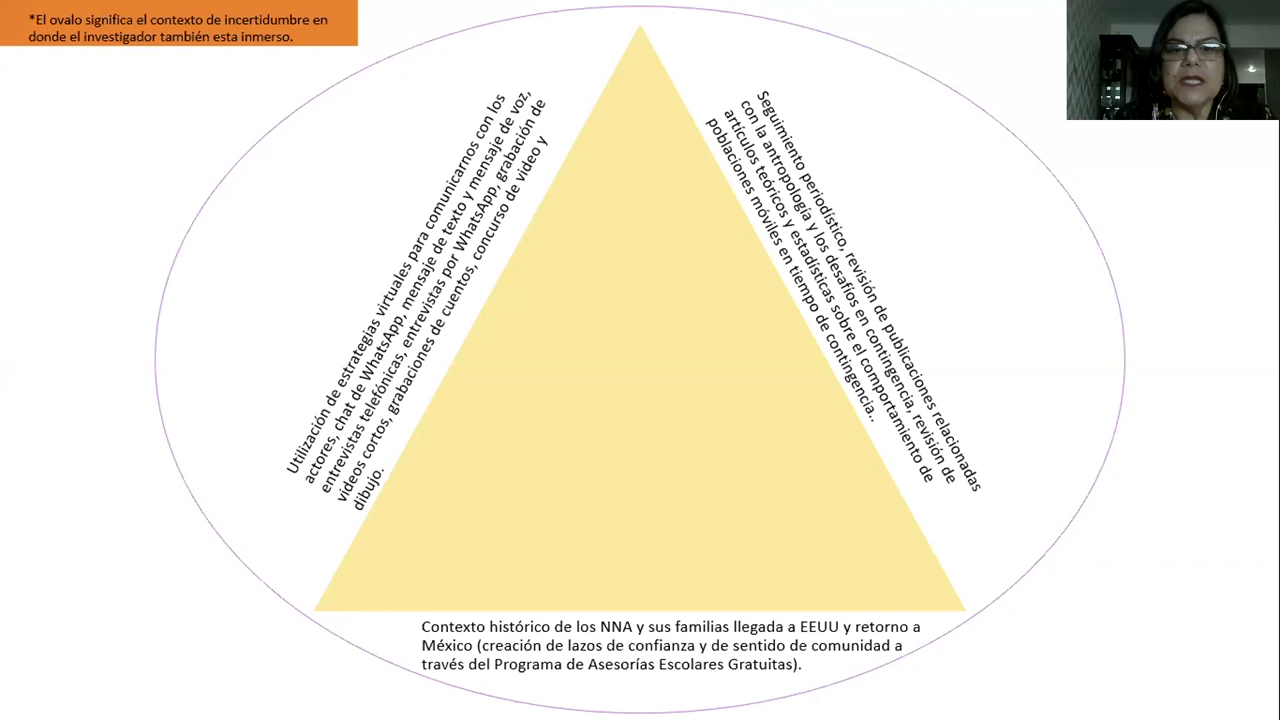 *El ovalo significa el contexto de incertidumbre en
donde el investigador también esta inmerso.
Utilización de estrategias virtuales para comunicarnos con los
actores, chat de WhatsApp, mensaje de texto y mensaje de voz,
entrevistas telefónicas, entrevistas por WhatsApp, grabación de
videos cortos, grabaciones de cuentos, concurso de video y
dibujo.
Seguimiento periodístico, revisión de publicaciones relacionadas
con la antropología y los desafíos en contingencia, revisión de
artículos teóricos y estadísticas sobre el comportamiento de
poblaciones móviles en tiempo de contingencia..
Contexto histórico de los NNA y sus familias llegada a EEUU y retorno a
México (creación de lazos de confianza y de sentido de comunidad a
través del Programa de Asesorías Escolares Gratuitas).